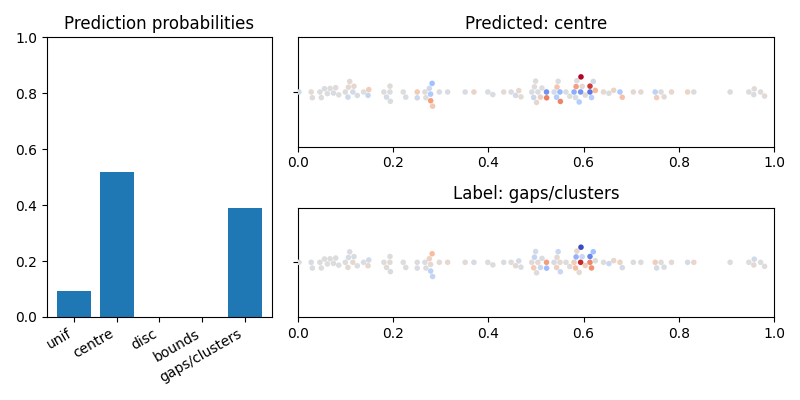 Prediction probabilities
1.0
0.8
0.6
0.4
0.2
0.0
unif
centre
disc
bounds
gaps/clusters
Predicted: centre
0.0 0.2 0.4 0.6 0.8 1.0
Label: gaps/clusters
0.0 0.2 0.4 0.6 0.8 1.0